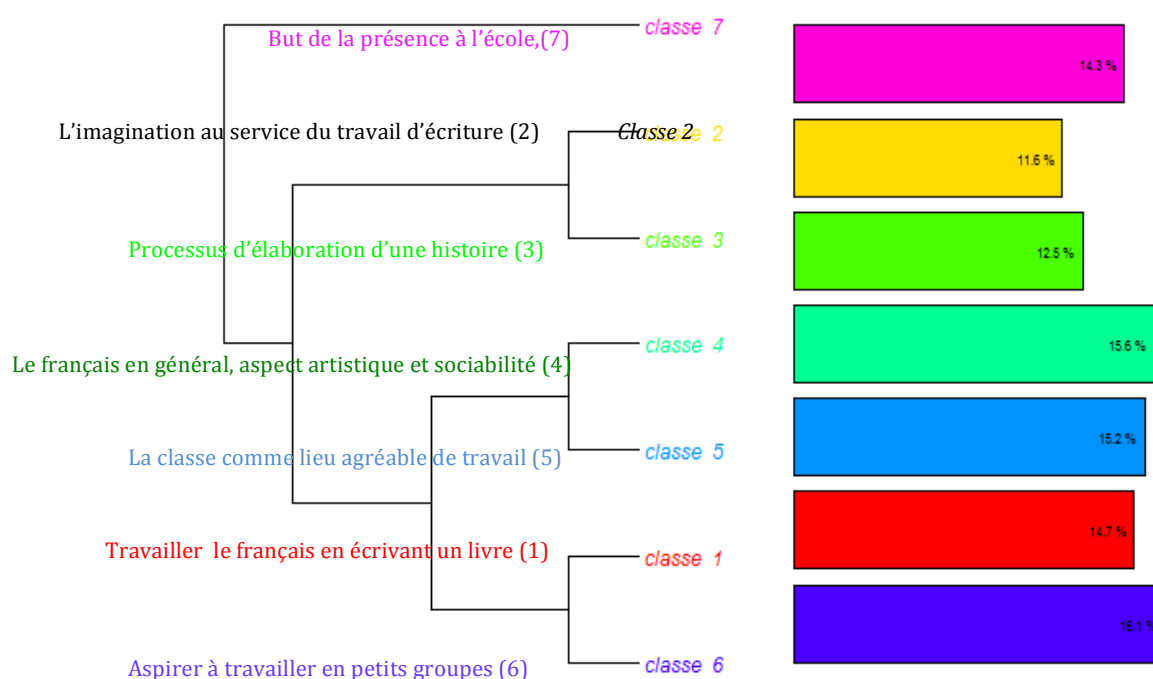 But de la présence à l'école,(7) classe 7 14.3 %
L'imagination au service du travail d'écriture (2) Classe 2 classe 2 11.6 %
Processus d'élaboration d'une histoire (3) classe 3 12.5 %
Le français en général, aspect artistique et sociabilité (4) classe 4 15.6 %
La classe comme lieu agréable de travail (5) classe 5 15.2 %
Travailler le français en écrivant un livre (1) classe 1 14.7 %
Aspirer à travailler en petits groupes (6) classe 6 16.1 %